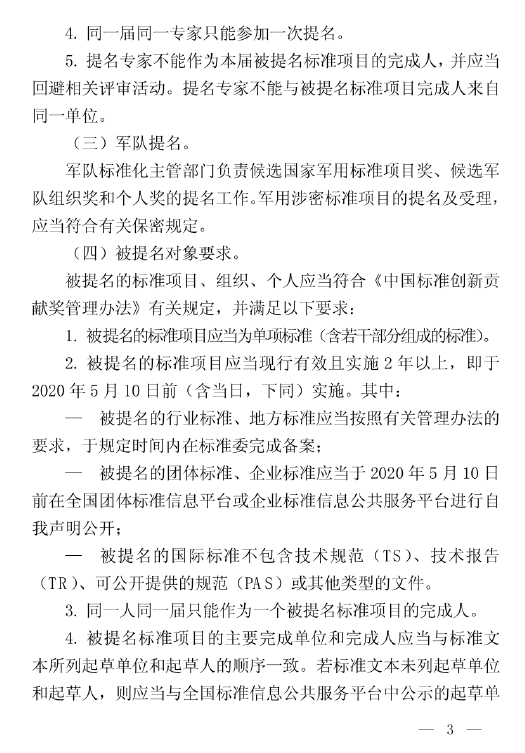 4. 同一届同一专家只能参加一次提名。
5. 提名专家不能作为本届被提名标准项目的完成人，并应当
回避相关评审活动。提名专家不能与被提名标准项目完成人来自
同一单位。
（三）军队提名。
军队标准化主管部门负责候选国家军用标准项目奖、候选军
队组织奖和个人奖的提名工作。军用涉密标准项目的提名及受理，
应当符合有关保密规定。
（四）被提名对象要求。
被提名的标准项目、组织、个人应当符合《中国标准创新贡
献奖管理办法》有关规定，并满足以下要求：
1. 被提名的标准项目应当为单项标准（含若干部分组成的标准）。
2. 被提名的标准项目应当现行有效且实施 2 年以上，即于
2020 年 5 月 10 日前（含当日，下同）实施。其中：
— 被提名的行业标准、地方标准应当按照有关管理办法的
要求，于规定时间内在标准委完成备案；
— 被提名的团体标准、企业标准应当于 2020 年 5 月 10 日
前在全国团体标准信息平台或企业标准信息公共服务平台进行自
我声明公开；
— 被提名的国际标准不包含技术规范（TS）、技术报告
（TR）、可公开提供的规范（PAS）或其他类型的文件。
3. 同一人同一届只能作为一个被提名标准项目的完成人。
4. 被提名标准项目的主要完成单位和完成人应当与标准文
本所列起草单位和起草人的顺序一致。若标准文本未列起草单位
和起草人，则应当与全国标准信息公共服务平台中公示的起草单
— 3 —